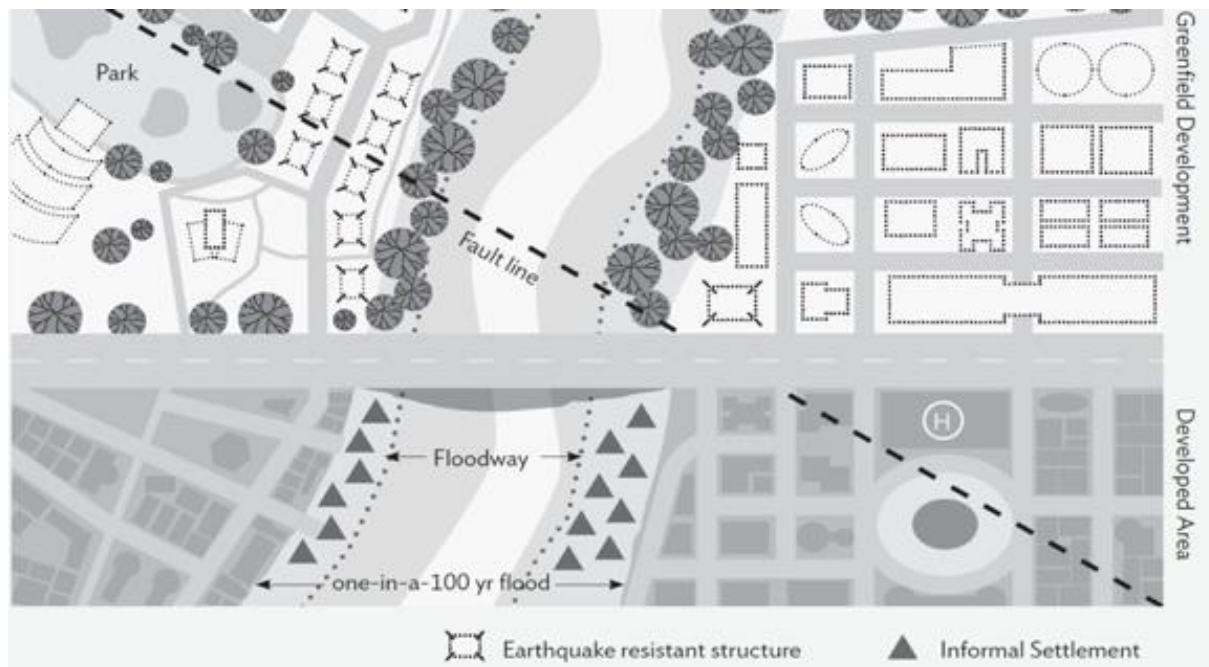 Park
Greenfield Development
Fault line
H
Floodway
Developed Area
one-in-a-100 yr flood
Earthquake resistant structure
Informal Settlement